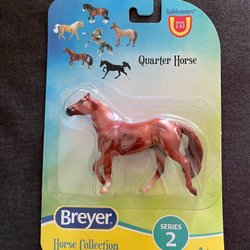 Stablemates
Quarter Horse
Breyer
SERIES
2
Horse Collection